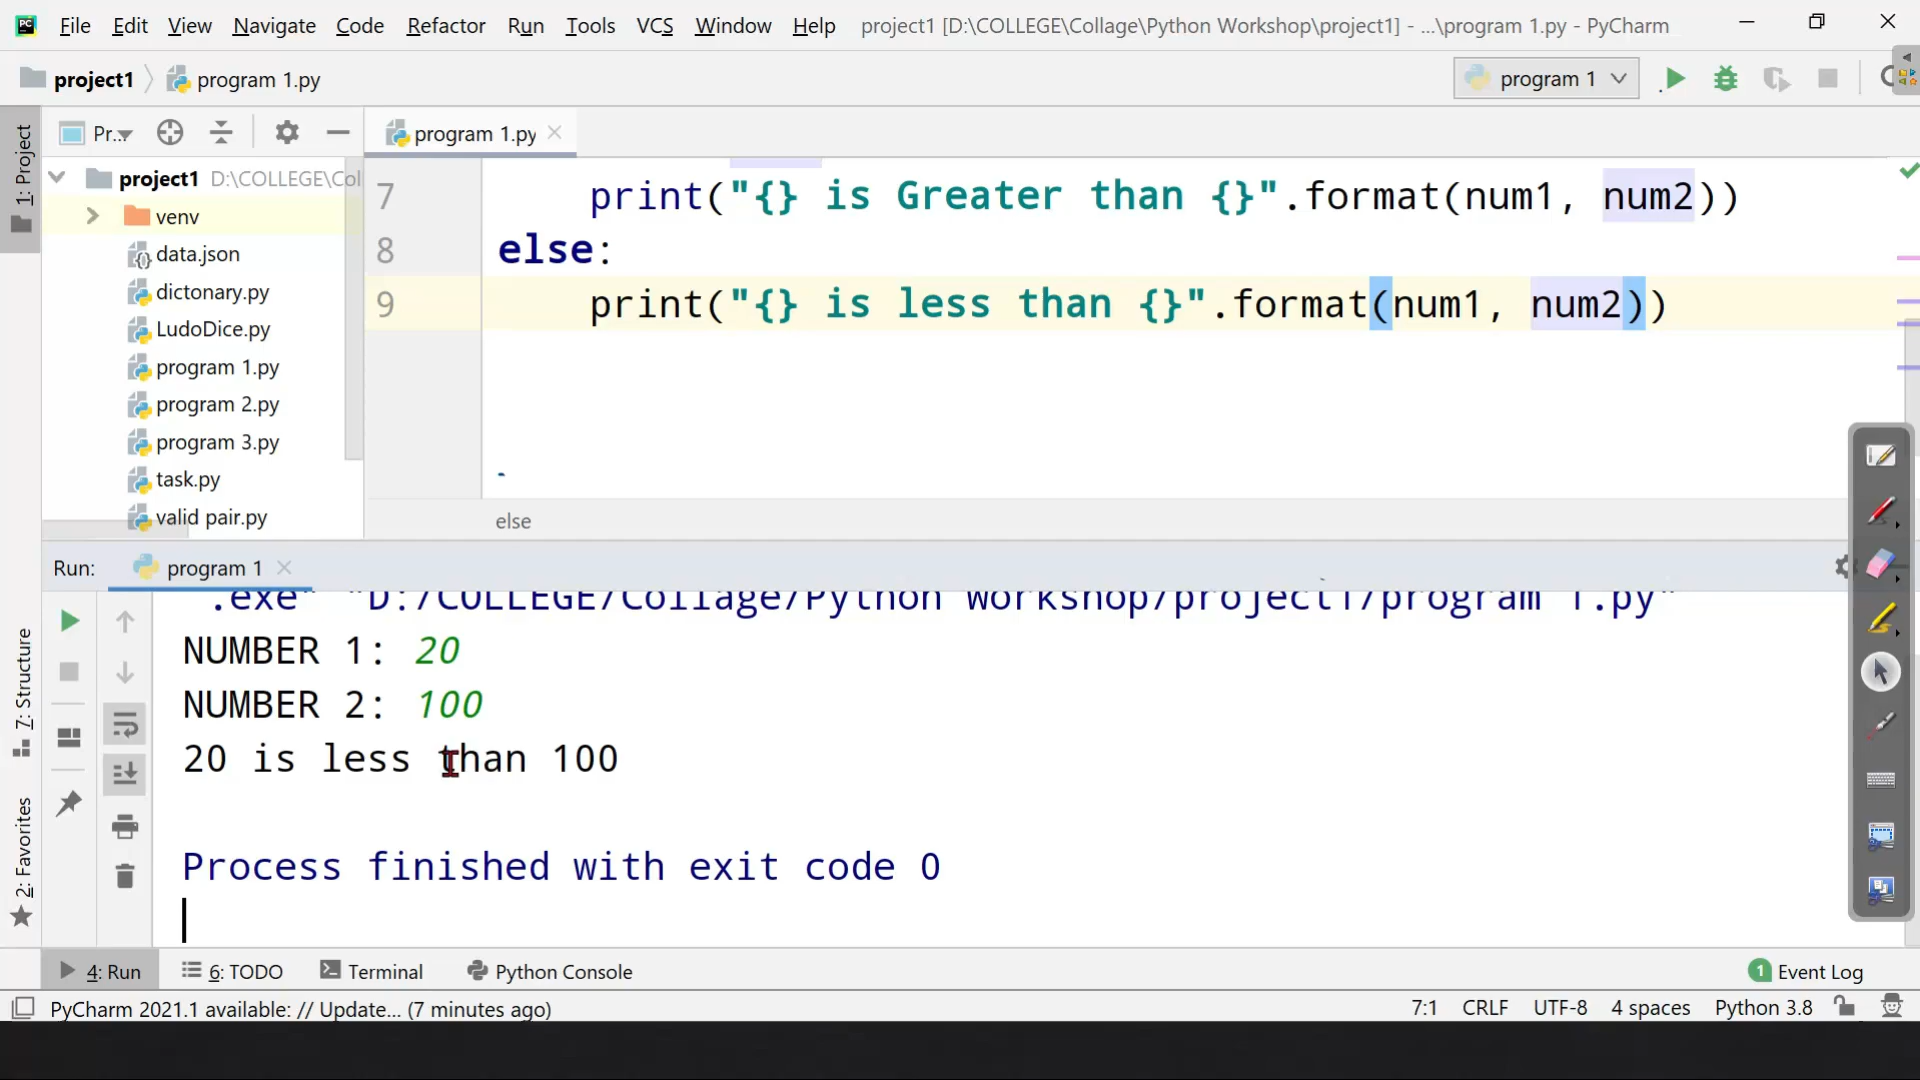 File Edit View Navigate Code Refactor Run Tools VCS Window Help project1 [D:\COLLEGE\Collage\Python Workshop\project1] - ...\program 1.py - PyCharm
project1 program 1.py program 1
1: Project
Pr...
program 1.py
project1 D:\COLLEGE\Col
venv
data.json
dictonary.py
LudoDice.py
program 1.py
program 2.py
program 3.py
task.py
valid pair.py
7 print("{} is Greater than {}".format(num1, num2))
8 else:
9 print("{} is less than {}".format(num1, num2))
else
Run: program 1
.exe" "D:/COLLEGE/Collage/Python Workshop/project1/program 1.py"
NUMBER 1: 20
NUMBER 2: 100
20 is less than 100
Process finished with exit code 0
7: Structure
2: Favorites
4: Run 6: TODO Terminal Python Console 1 Event Log
PyCharm 2021.1 available: // Update... (7 minutes ago) 7:1 CRLF UTF-8 4 spaces Python 3.8